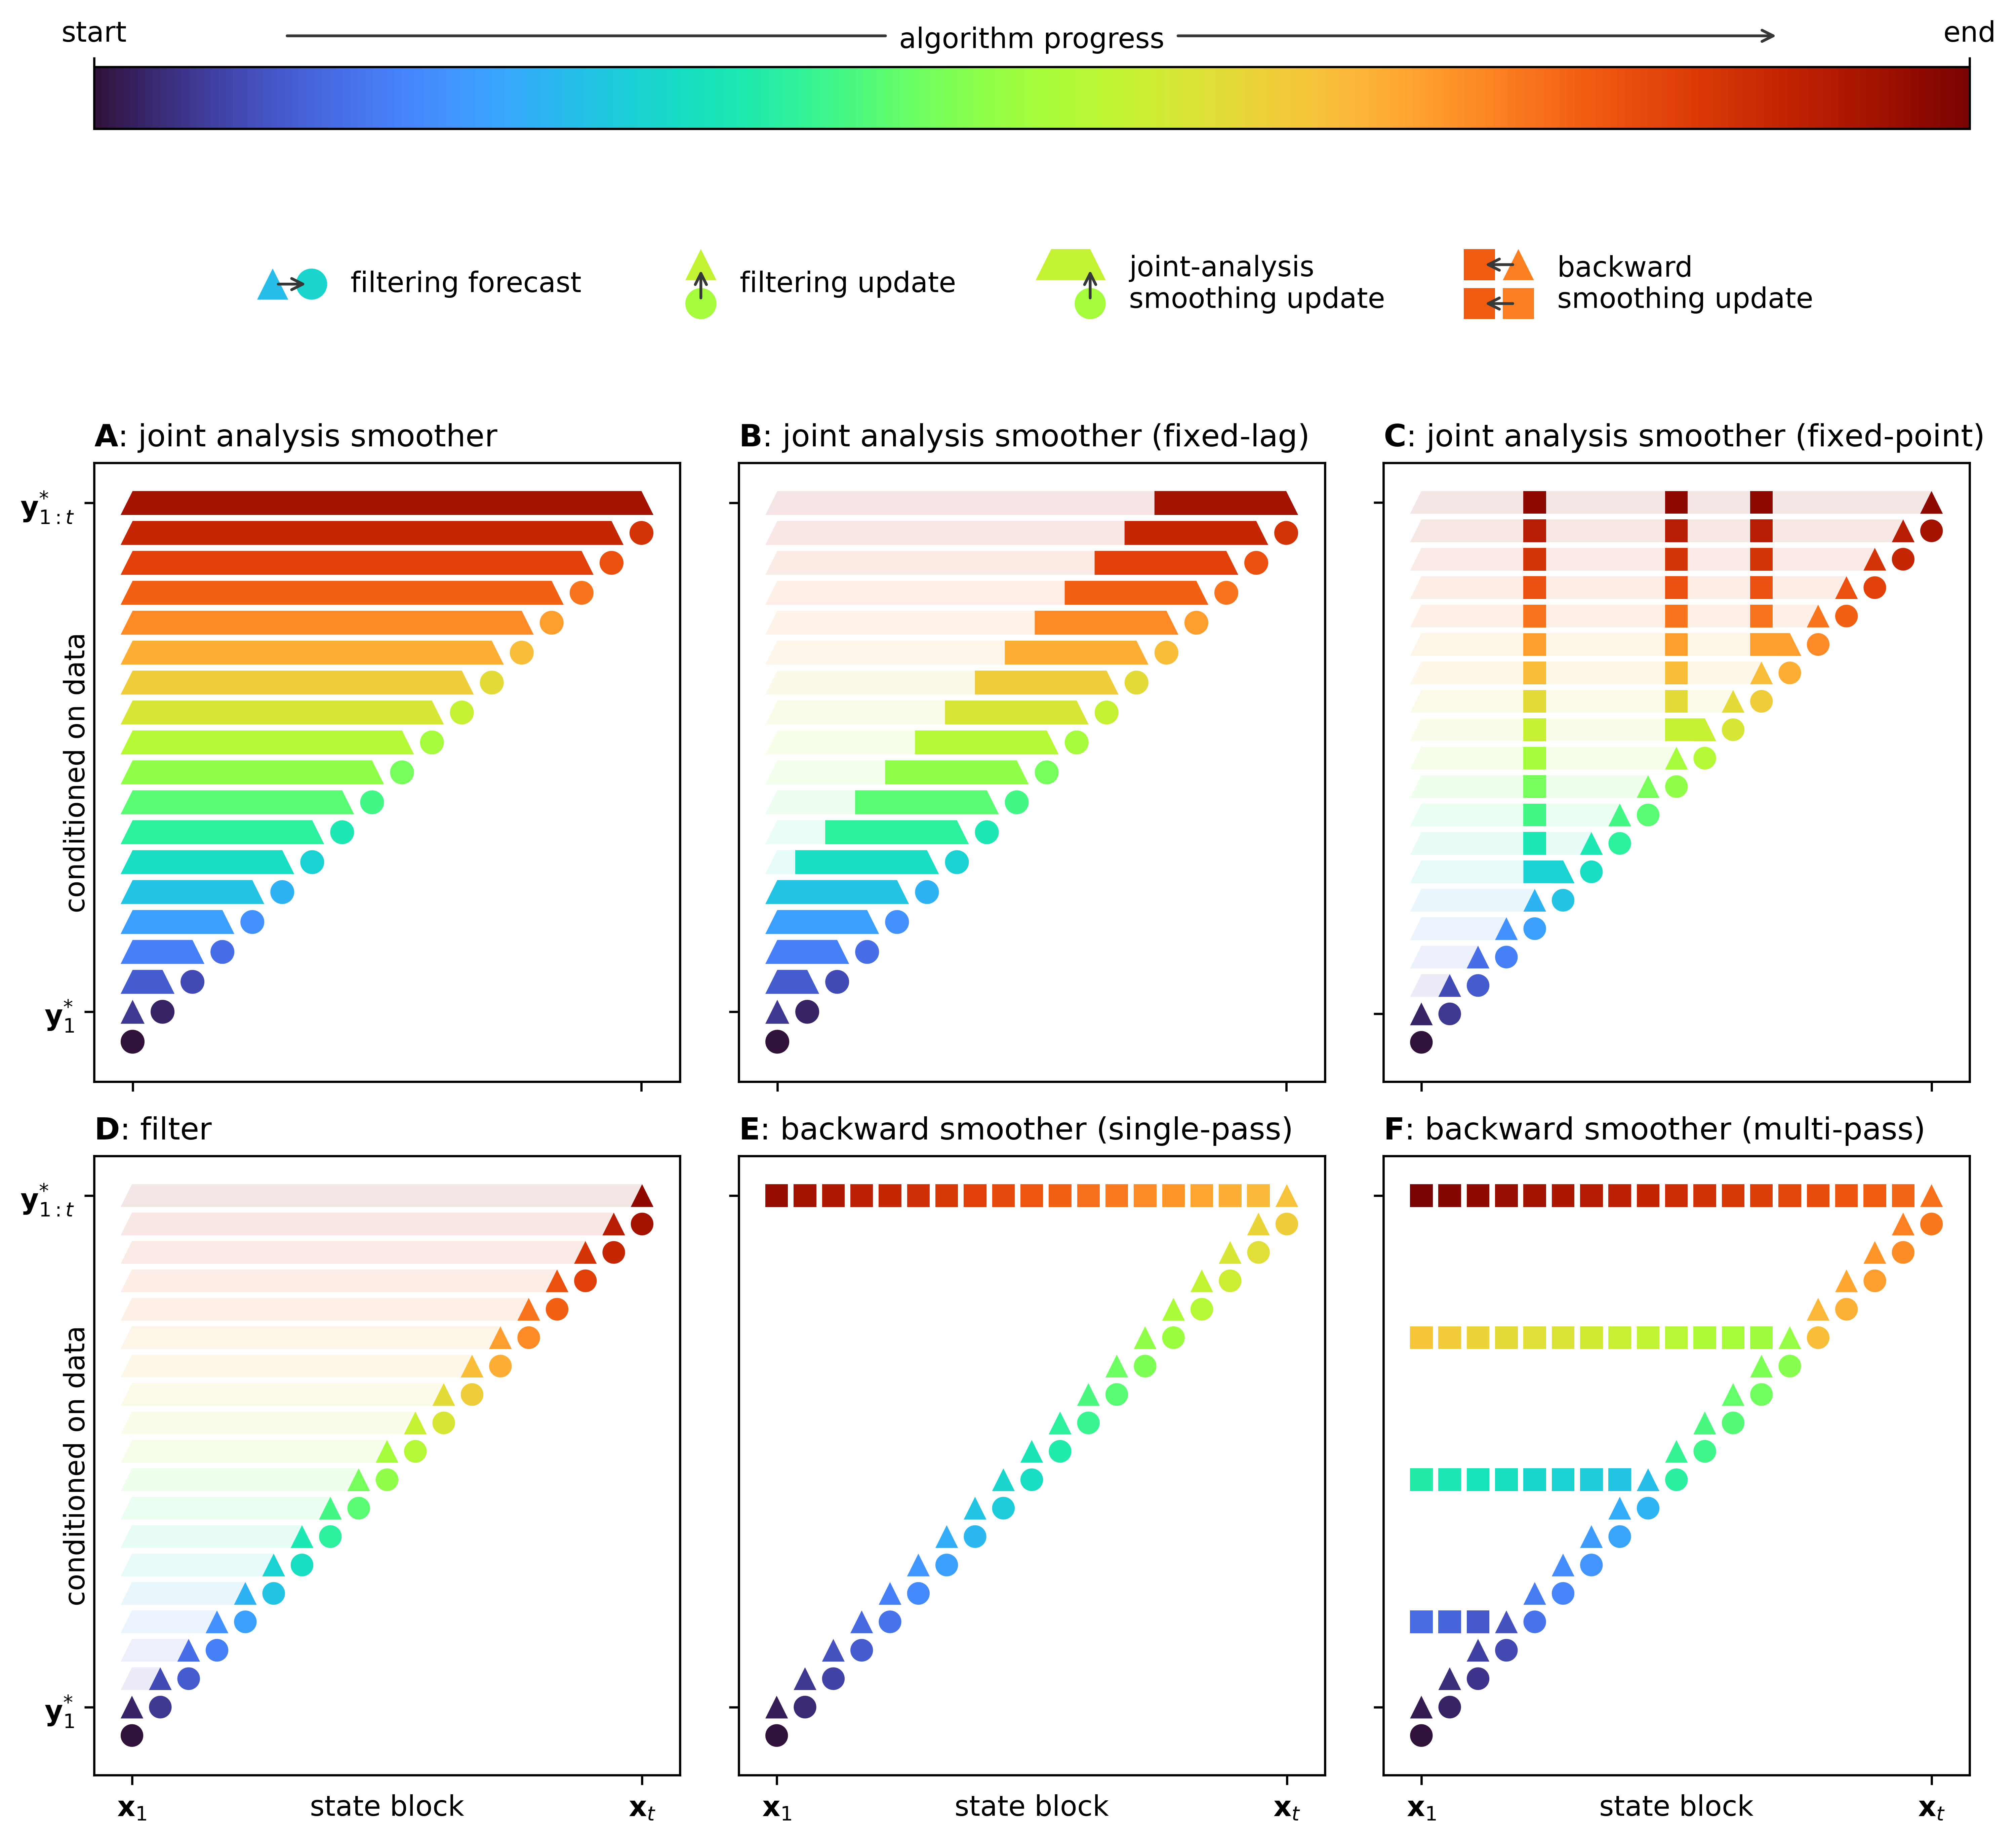 start
algorithm progress
end
filtering forecast
filtering update
joint-analysis
smoothing update
backward
smoothing update
A: joint analysis smoother
B: joint analysis smoother (fixed-lag)
C: joint analysis smoother (fixed-point)
y*1:t
conditioned on data
y*1
D: filter
E: backward smoother (single-pass)
F: backward smoother (multi-pass)
y*1:t
conditioned on data
y*1
x1
state block
xt
x1
state block
xt
x1
state block
xt